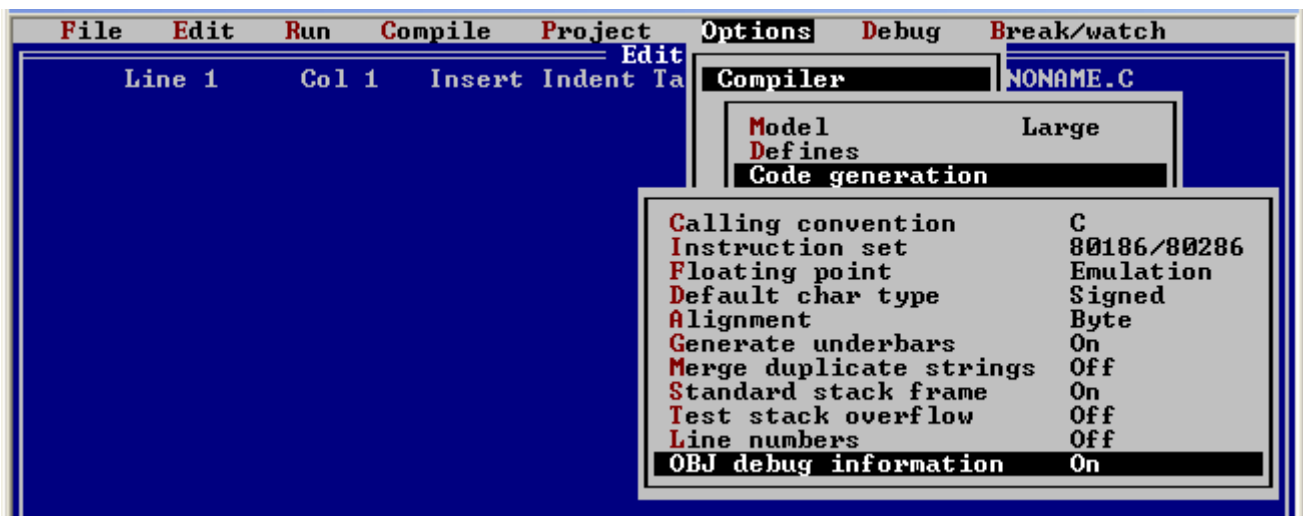 File Edit Run Compile Project Options Debug Break/watch
Edit
Line 1 Col 1 Insert Indent Ta Compiler NONAME.C
Model Large
Defines
Code generation
Calling convention C
Instruction set 80186/80286
Floating point Emulation
Default char type Signed
Alignment Byte
Generate underbars On
Merge duplicate strings Off
Standard stack frame On
Test stack overflow Off
Line numbers Off
OBJ debug information On